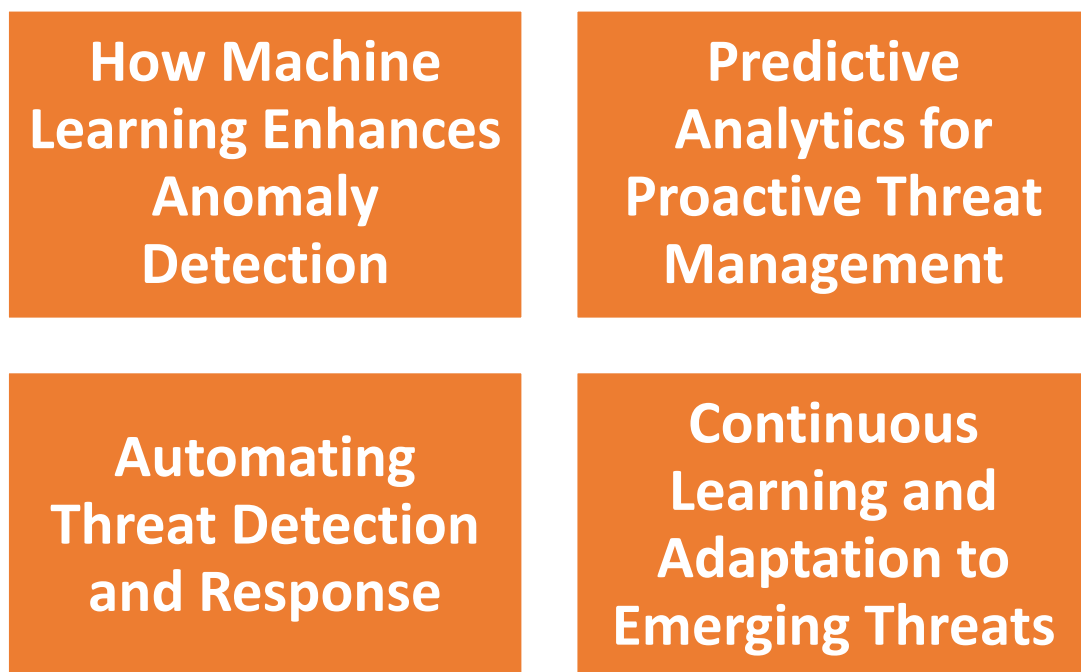 How Machine
Learning Enhances
Anomaly
Detection
Predictive
Analytics for
Proactive Threat
Management
Automating
Threat Detection
and Response
Continuous
Learning and
Adaptation to
Emerging Threats